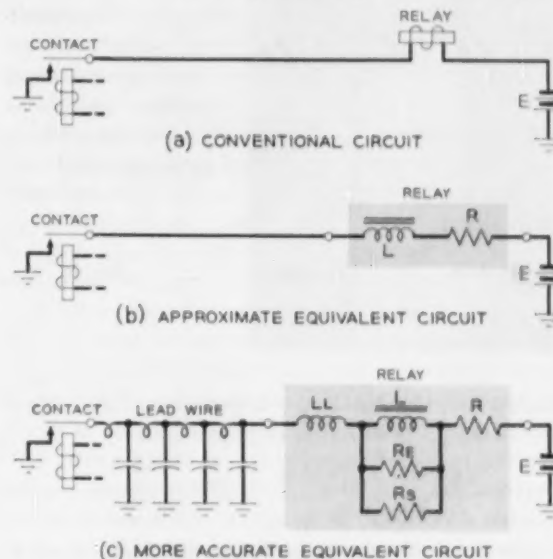 RELAY
CONTACT
E
(a) CONVENTIONAL CIRCUIT
RELAY
CONTACT
R
L
E
(b) APPROXIMATE EQUIVALENT CIRCUIT
RELAY
CONTACT
LEAD WIRE
LL
L
R
RE
RS
E
(c) MORE ACCURATE EQUIVALENT CIRCUIT